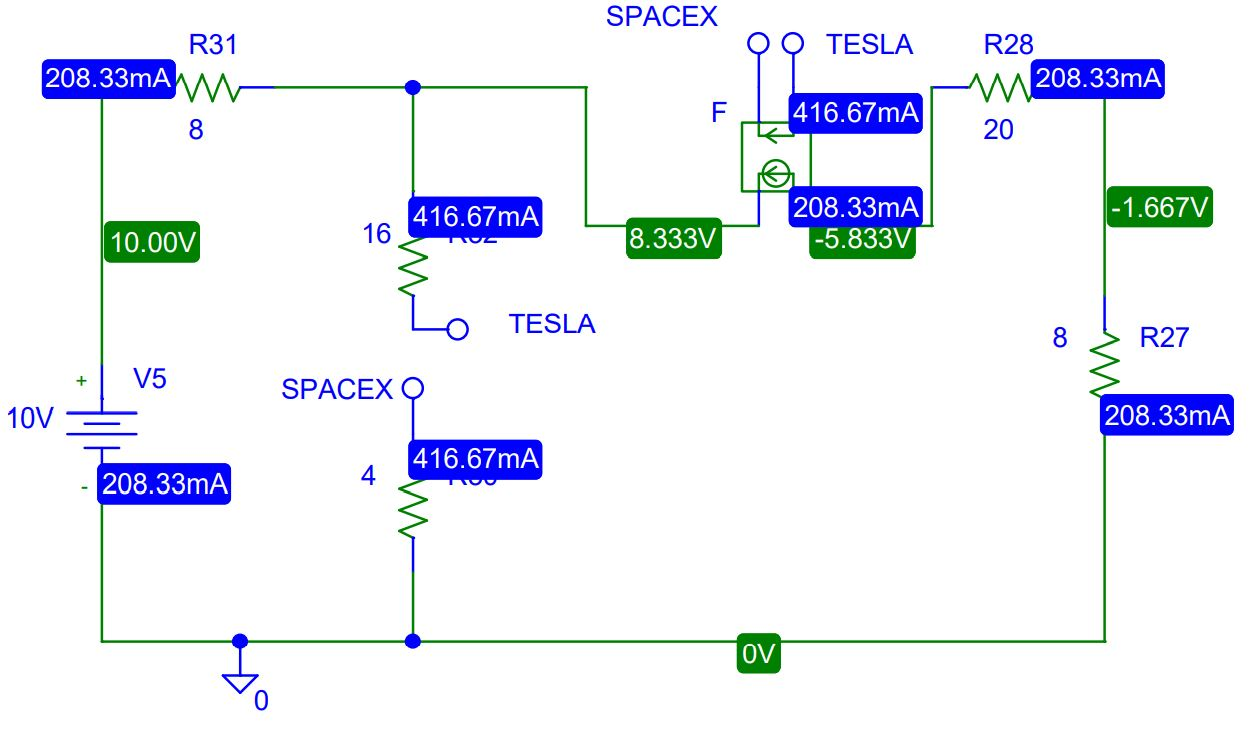 SPACEX
TESLA
R31
R28
208.33mA
208.33mA
F
416.67mA
8
20
416.67mA
208.33mA
-1.667V
16
10.00V
8.333V
-5.833V
TESLA
8
R27
+
V5
SPACEX
10V
208.33mA
416.67mA
4
-
208.33mA
0V
0